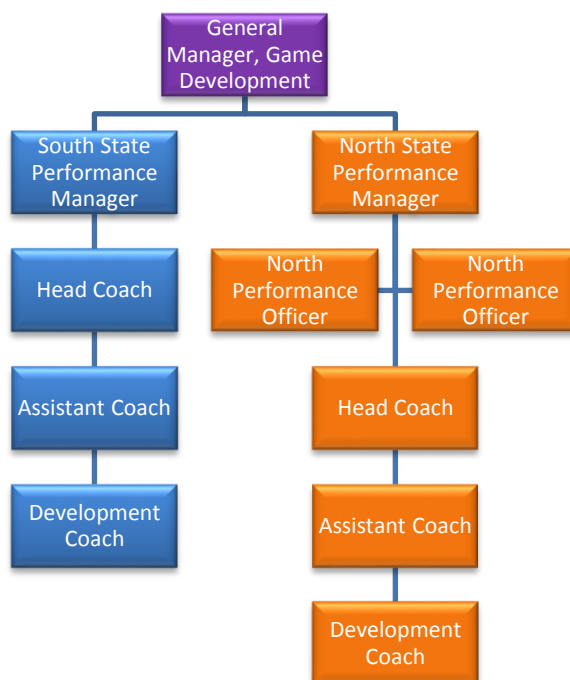 General
Manager, Game
Development
South State
Performance
Manager
North State
Performance
Manager
Head Coach
North
Performance
Officer
North
Performance
Officer
Assistant Coach
Head Coach
Development
Coach
Assistant Coach
Development
Coach